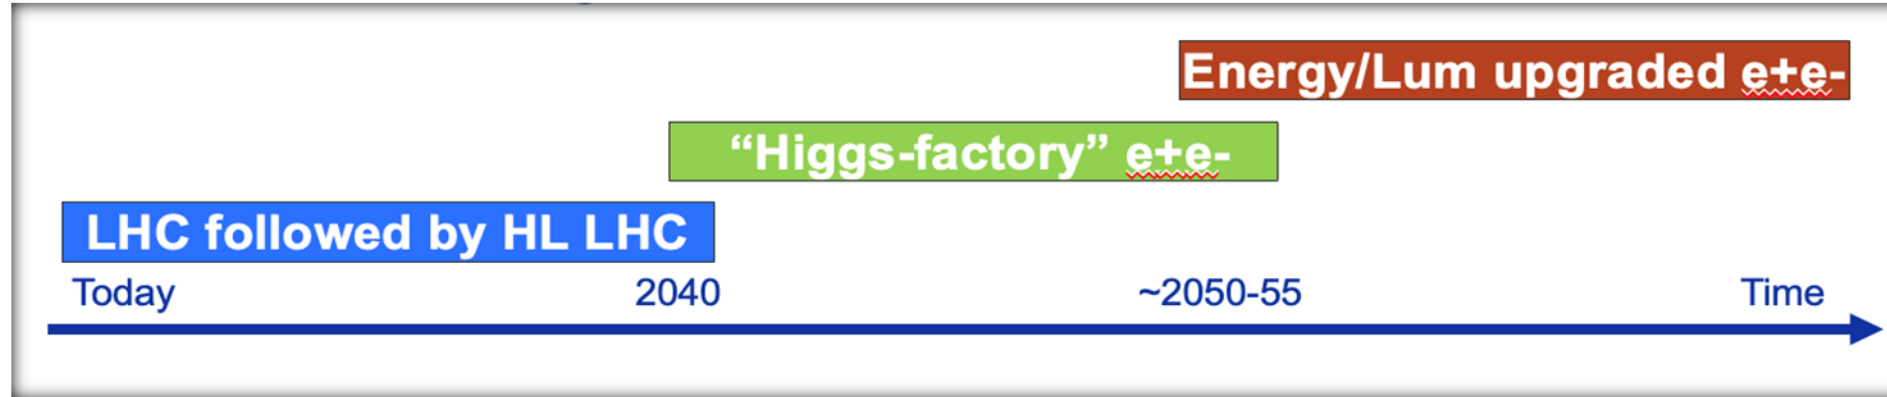 Energy/Lum upgraded e+e-
“Higgs-factory” e+e-
LHC followed by HL LHC
Today 2040 ~2050-55 Time